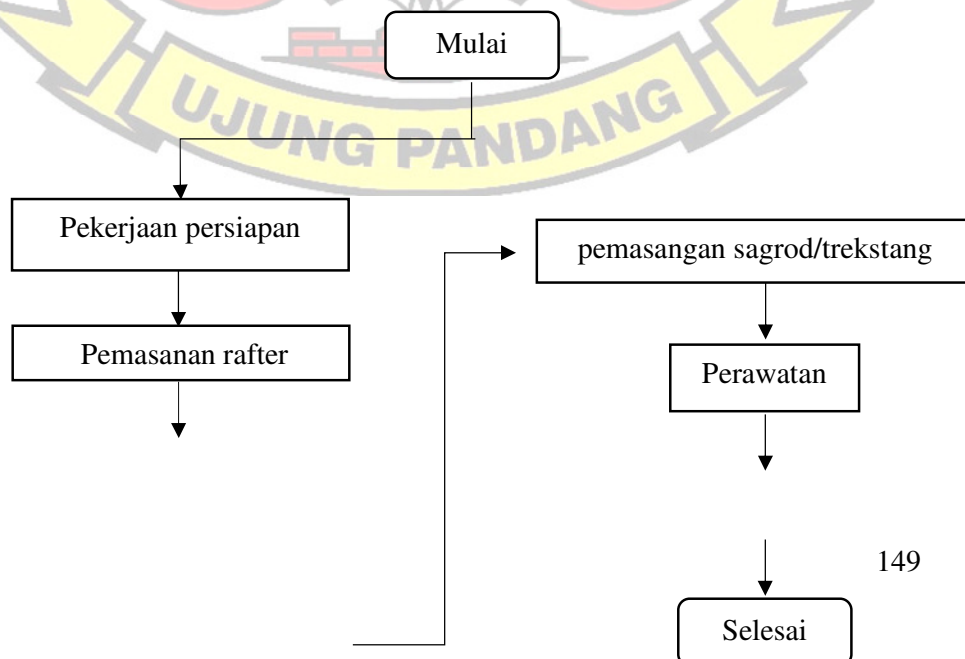 Mulai
UJUNG PANDANG
Pekerjaan persiapan
Pemasanan rafter
pemasangan sagrod/trekstang
Perawatan
149
Selesai